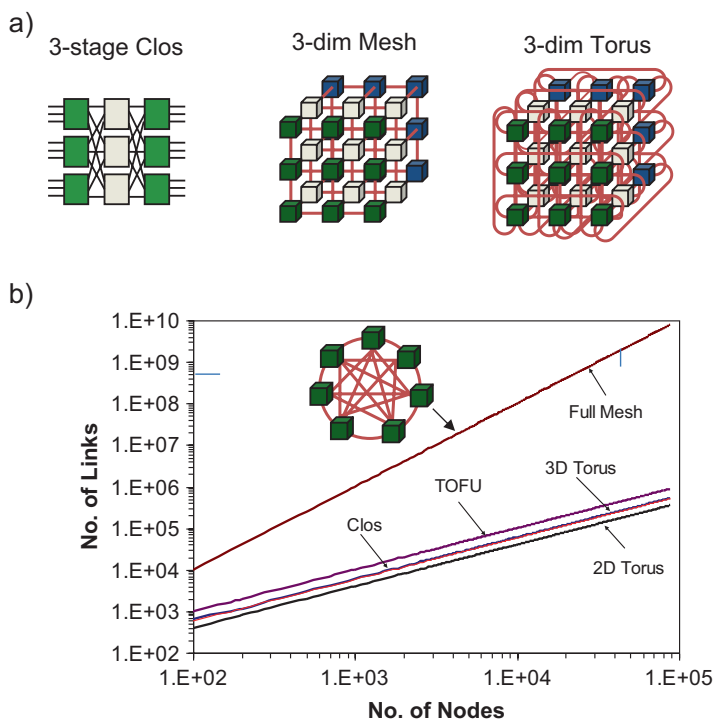 a)
3-stage Clos
3-dim Mesh
3-dim Torus
b)
No. of Links
1.E+10
1.E+09
1.E+08
1.E+07
1.E+06
1.E+05
1.E+04
1.E+03
1.E+02
Full Mesh
3D Torus
TOFU
Clos
2D Torus
1.E+02
1.E+03
1.E+04
1.E+05
No. of Nodes